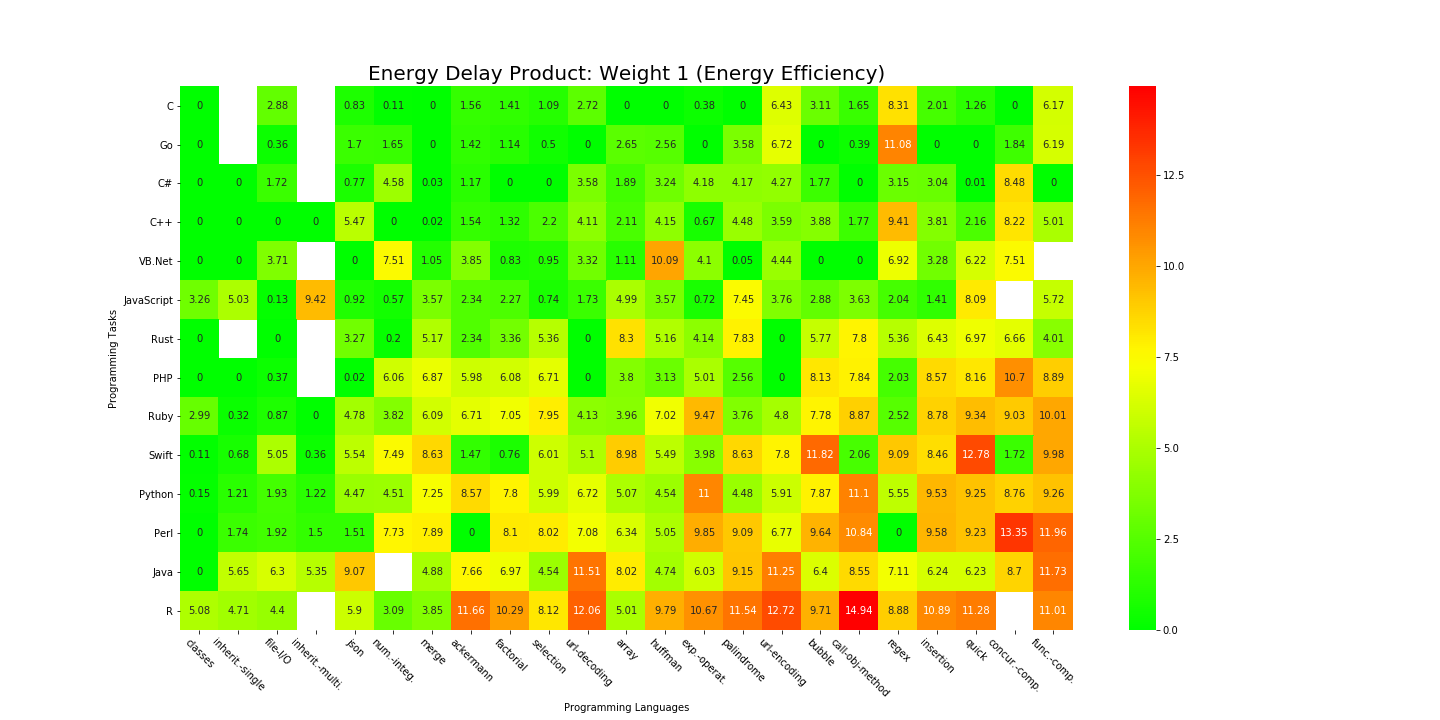 Energy Delay Product: Weight 1 (Energy Efficiency)
C 0 2.88 0.83 0.11 0 1.56 1.41 1.09 2.72 0 0 0.38 0 6.43 3.11 1.65 8.31 2.01 1.26 0 6.17
Go 0 0.36 1.7 1.65 0 1.42 1.14 0.5 0 2.65 2.56 0 3.58 6.72 0 0.39 11.08 0 0 1.84 6.19
C# 0 0 1.72 0.77 4.58 0.03 1.17 0 0 3.58 1.89 3.24 4.18 4.17 4.27 1.77 0 3.15 3.04 0.01 8.48 0
12.5
C++ 0 0 0 0 5.47 0 0.02 1.54 1.32 2.2 4.11 2.11 4.15 0.67 4.48 3.59 3.88 1.77 9.41 3.81 2.16 8.22 5.01
VB.Net 0 0 3.71 0 7.51 1.05 3.85 0.83 0.95 3.32 1.11 10.09 4.1 0.05 4.44 0 0 6.92 3.28 6.22 7.51
10.0
JavaScript 3.26 5.03 0.13 9.42 0.92 0.57 3.57 2.34 2.27 0.74 1.73 4.99 3.57 0.72 7.45 3.76 2.88 3.63 2.04 1.41 8.09 5.72
Rust 0 0 3.27 0.2 5.17 2.34 3.36 5.36 0 8.3 5.16 4.14 7.83 0 5.77 7.8 5.36 6.43 6.97 6.66 4.01
7.5
Programming Tasks
PHP 0 0 0.37 0.02 6.06 6.87 5.98 6.08 6.71 0 3.8 3.13 5.01 2.56 0 8.13 7.84 2.03 8.57 8.16 10.7 8.89
Ruby 2.99 0.32 0.87 0 4.78 3.82 6.09 6.71 7.05 7.95 4.13 3.96 7.02 9.47 3.76 4.8 7.78 8.87 2.52 8.78 9.34 9.03 10.01
5.0
Swift 0.11 0.68 5.05 0.36 5.54 7.49 8.63 1.47 0.76 6.01 5.1 8.98 5.49 3.98 8.63 7.8 11.82 2.06 9.09 8.46 12.78 1.72 9.98
Python 0.15 1.21 1.93 1.22 4.47 4.51 7.25 8.57 7.8 5.99 6.72 5.07 4.54 11 4.48 5.91 7.87 11.1 5.55 9.53 9.25 8.76 9.26
Perl 0 1.74 1.92 1.5 1.51 7.73 7.89 0 8.1 8.02 7.08 6.34 5.05 9.85 9.09 6.77 9.64 10.84 0 9.58 9.23 13.35 11.96
2.5
Java 0 5.65 6.3 5.35 9.07 4.88 7.66 6.97 4.54 11.51 8.02 4.74 6.03 9.15 11.25 6.4 8.55 7.11 6.24 6.23 8.7 11.73
R 5.08 4.71 4.4 5.9 3.09 3.85 11.66 10.29 8.12 12.06 5.01 9.79 10.67 11.54 12.72 9.71 14.94 8.88 10.89 11.28 11.01
0.0
classes inherit.-single file-I/O inherit.-multi. json num.-integ. merge ackermann factorial selection url-decoding array huffman exp.-operat. palindrome url-encoding bubble call-obj-method regex insertion quick concur.-comp. func.-comp.
Programming Languages